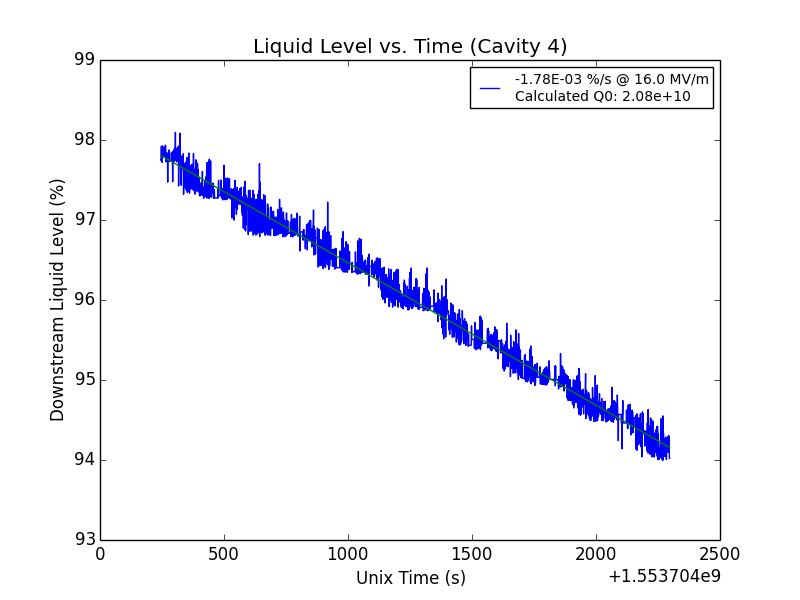 Liquid Level vs. Time (Cavity 4)
-1.78E-03 %/s @ 16.0 MV/m
Calculated Q0: 2.08e+10
99
98
97
96
95
94
93
Downstream Liquid Level (%)
0 500 1000 1500 2000 2500
Unix Time (s)
+1.553704e9